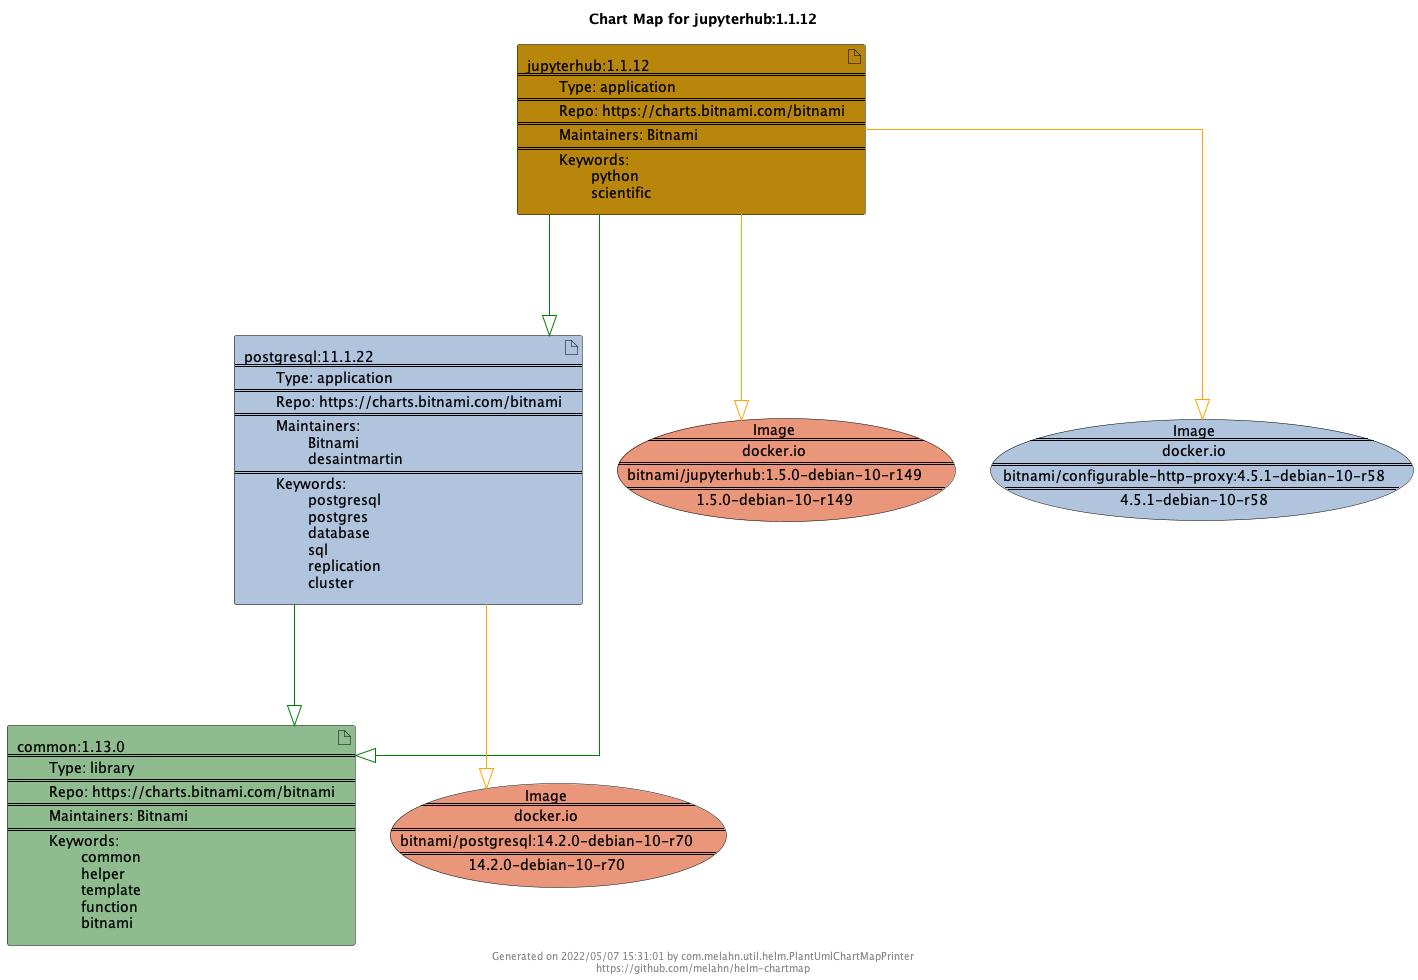 Chart Map for jupyterhub:1.1.12
jupyterhub:1.1.12
Type: application
Repo: https://charts.bitnami.com/bitnami
Maintainers: Bitnami
Keywords:
python
scientific
postgresql:11.1.22
Type: application
Repo: https://charts.bitnami.com/bitnami
Maintainers:
Bitnami
desaintmartin
Keywords:
postgresql
postgres
database
sql
replication
cluster
Image
docker.io
bitnami/jupyterhub:1.5.0-debian-10-r149
1.5.0-debian-10-r149
Image
docker.io
bitnami/configurable-http-proxy:4.5.1-debian-10-r58
4.5.1-debian-10-r58
common:1.13.0
Type: library
Repo: https://charts.bitnami.com/bitnami
Maintainers: Bitnami
Keywords:
common
helper
template
function
bitnami
Image
docker.io
bitnami/postgresql:14.2.0-debian-10-r70
14.2.0-debian-10-r70
Generated on 2022/05/07 15:31:01 by com.melahn.util.helm.PlantUmlChartMapPrinter
https://github.com/melahn/helm-chartmap